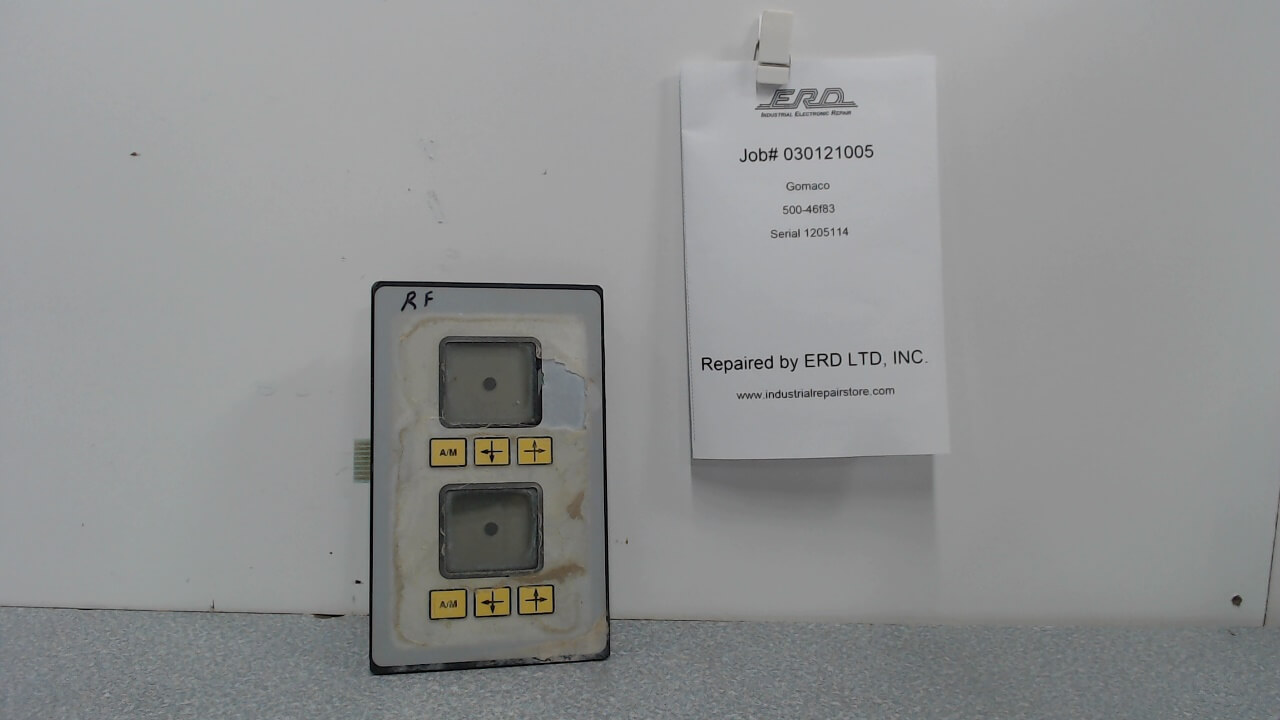 ERD
INDUSTRIAL ELECTRONIC REPAIR
Job# 030121005
Gomaco
500-46f83
Serial 1205114
Repaired by ERD LTD, INC.
www.industrialrepairstore.com
RF
A/M
A/M